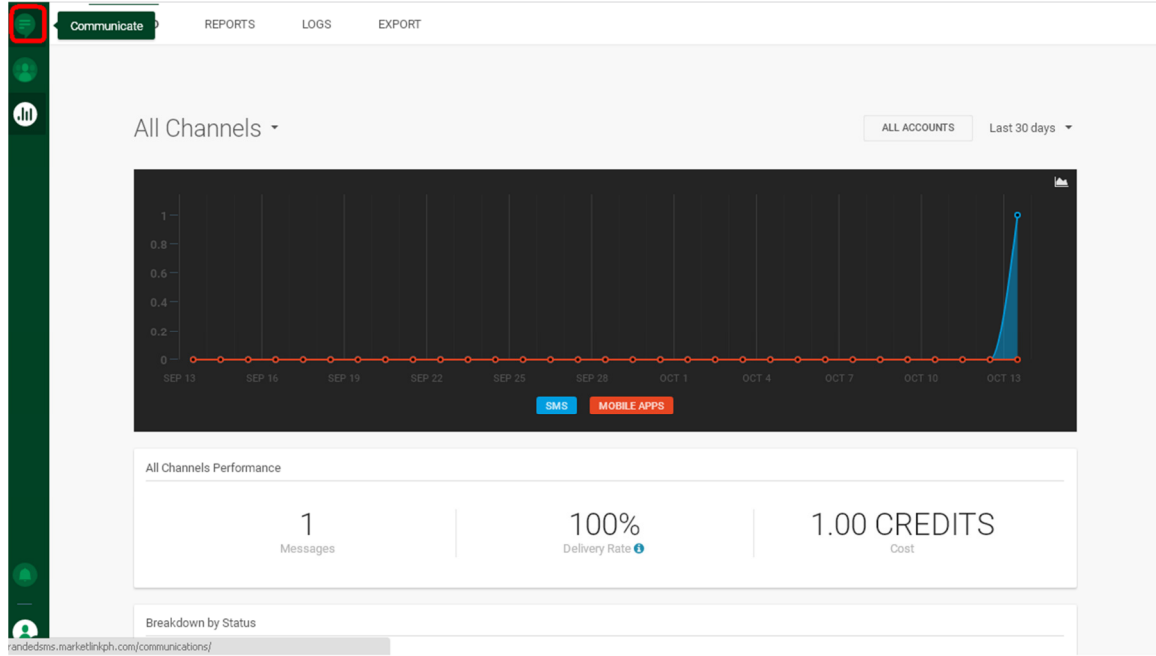 Communicate
REPORTS
LOGS
EXPORT
All Channels
ALL ACCOUNTS
Last 30 days
1
0.8
0.6
0.4
0.2
0
SEP 13 SEP 16 SEP 19 SEP 22 SEP 25 SEP 28 OCT 1 OCT 4 OCT 7 OCT 10 OCT 13
SMS MOBILE APPS
All Channels Performance
1 100% 1.00 CREDITS
Messages Delivery Rate Cost
Breakdown by Status
randedsms.marketlinkph.com/communications/